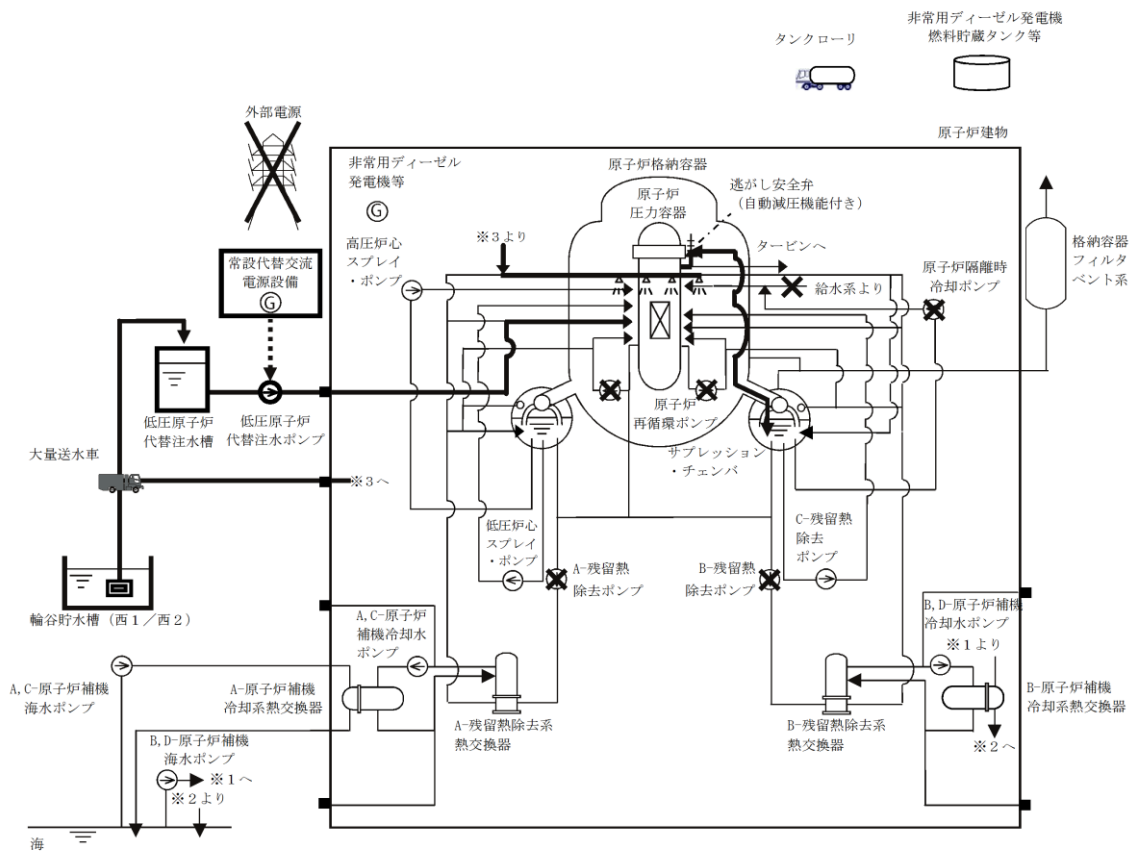 非常用ディーゼル発電機
燃料貯蔵タンク等
タンクローリ
外部電源
原子炉建物
非常用ディーゼル
発電機等
G
原子炉格納容器
原子炉
圧力容器
逃がし安全弁
（自動減圧機能付き）
高圧炉心
スプレイ
・ポンプ
※３より
タービンへ
給水系より
原子炉隔離時
冷却ポンプ
格納容器
フィルタ
ベント系
常設代替交流
電源設備
G
低圧原子炉
代替注水槽
低圧原子炉
代替注水ポンプ
原子炉
再循環ポンプ
サプレッション
・チェンバ
大量送水車
※３へ
低圧炉心
スプレイ
・ポンプ
A-残留熱
除去ポンプ
B-残留熱
除去ポンプ
C-残留熱
除去
ポンプ
輪谷貯水槽（西１／西２）
A,C-原子炉
補機冷却水
ポンプ
B,D-原子炉補機
冷却水ポンプ
※１より
A,C-原子炉補機
海水ポンプ
A-原子炉補機
冷却系熱交換器
A-残留熱除去系
熱交換器
B-残留熱除去系
熱交換器
B-原子炉補機
冷却系熱交換器
※２へ
B,D-原子炉補機
海水ポンプ
※１へ
※２より
海